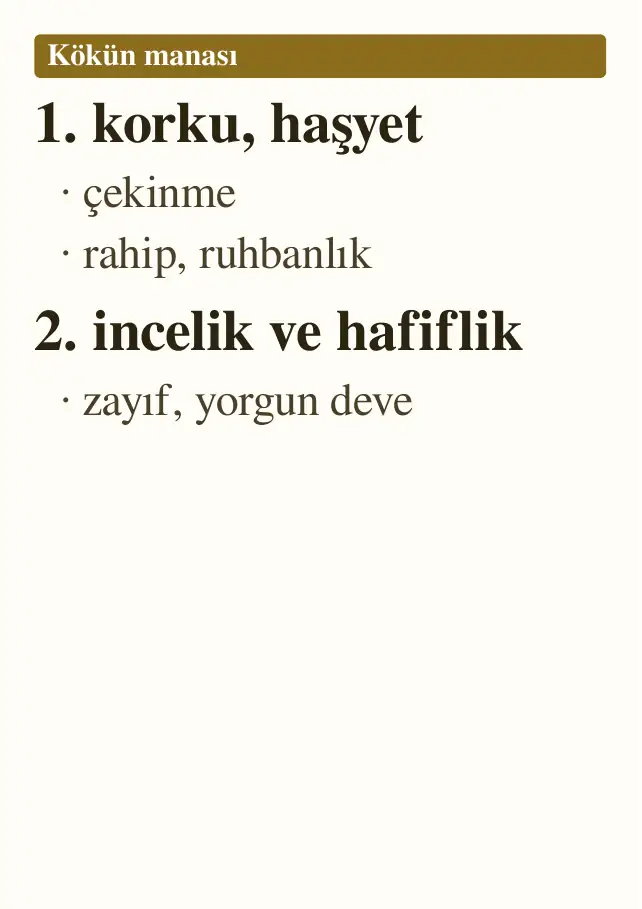 Kökün manası
1. korku, haşyet
· çekinme
· rahip, ruhbanlık
2. incelik ve hafiflik
· zayıf, yorgun deve